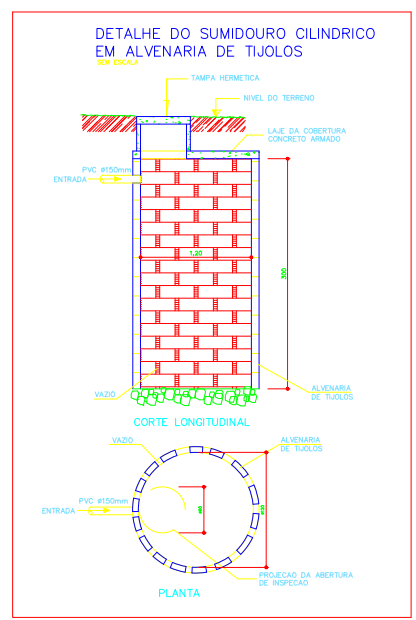 DETALHE DO SUMIDOURO CILINDRICO
EM ALVENARIA DE TIJOLOS
SEM ESCALA
TAMPA HERMETICA
NIVEL DO TERRENO
LAJE DA COBERTURA
CONCRETO ARMADO
PVC ø150mm
ENTRADA
1,20
300
VAZIO
ALVENARIA
DE TIJOLOS
CORTE LONGITUDINAL
VAZIO
ALVENARIA
DE TIJOLOS
PVC ø150mm
ENTRADA
PROJECAO DA ABERTURA
DE INSPECAO
PLANTA